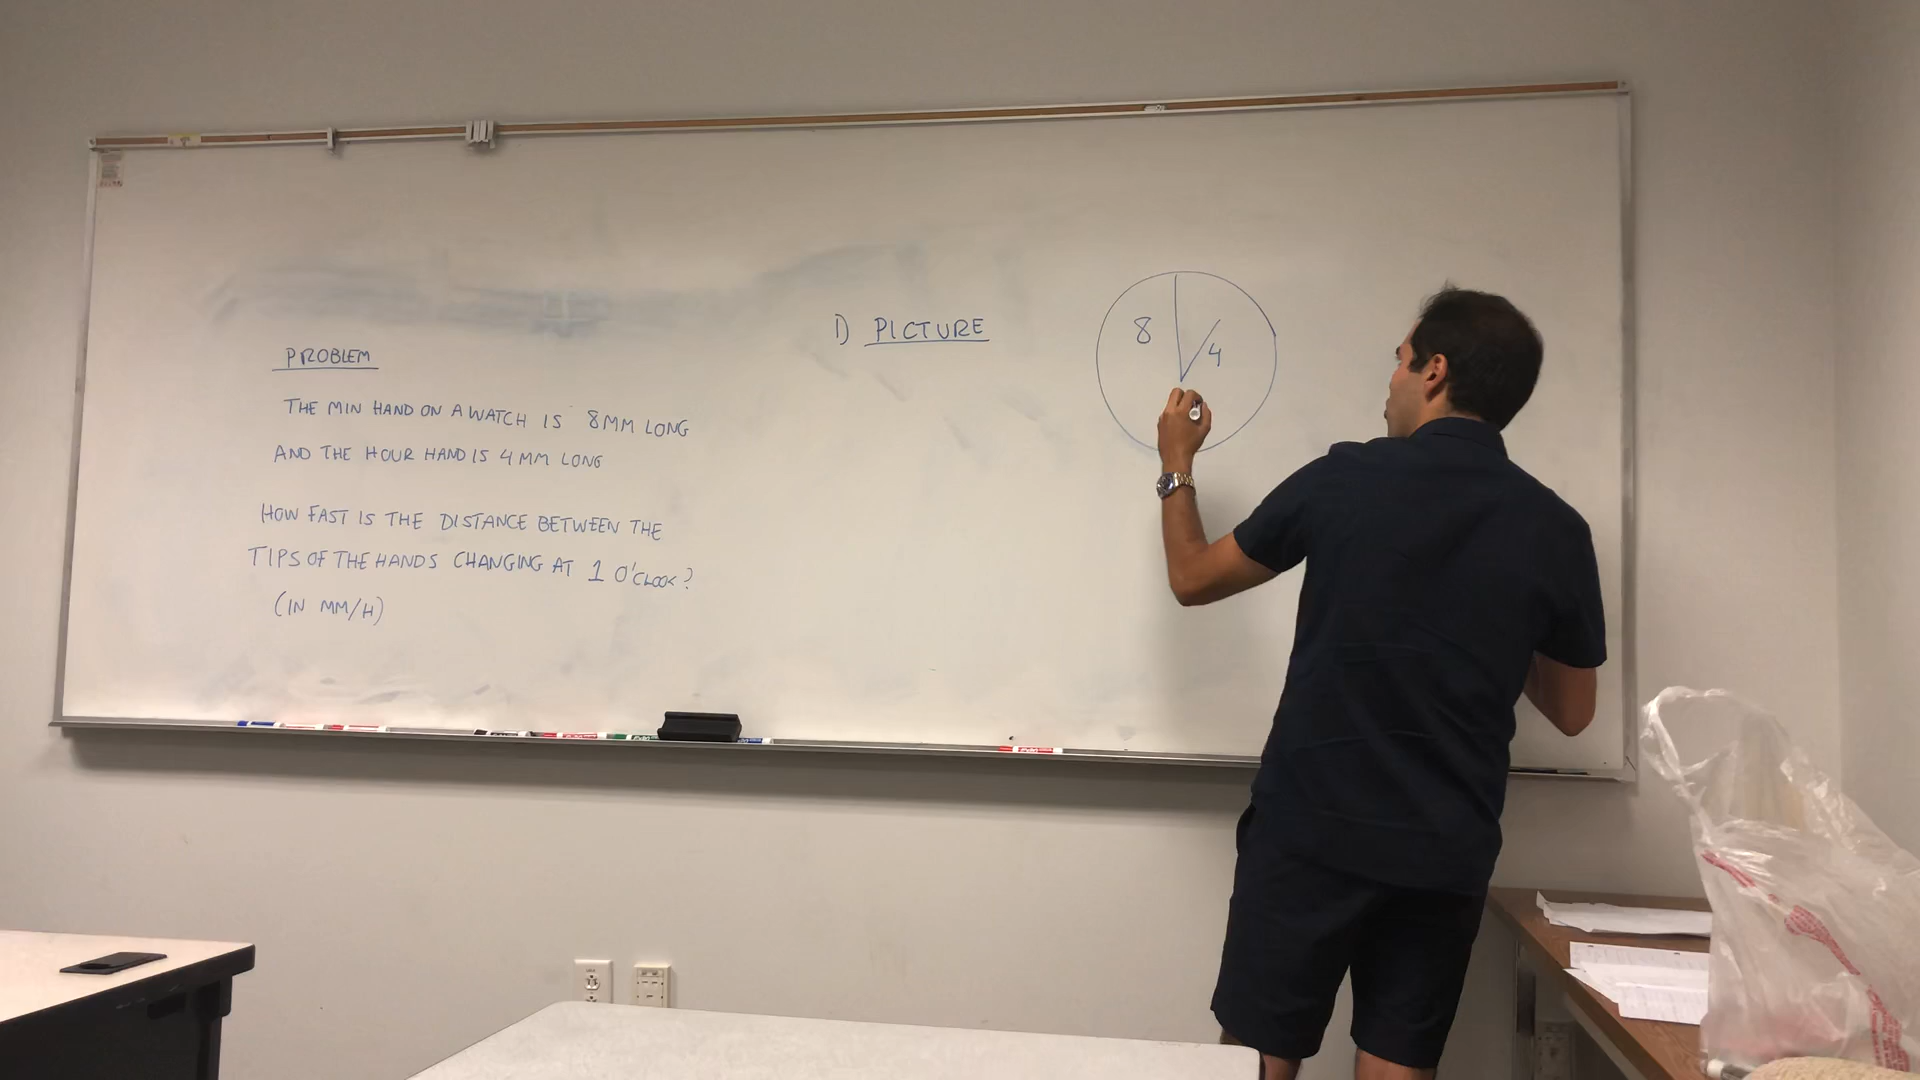 PROBLEM
THE MIN HAND ON A WATCH IS 8MM LONG
AND THE HOUR HAND IS 4 MM LONG
HOW FAST IS THE DISTANCE BETWEEN THE
TIPS OF THE HANDS CHANGING AT 1 O'CLOCK?
(IN MM/H)
1) PICTURE
8
4